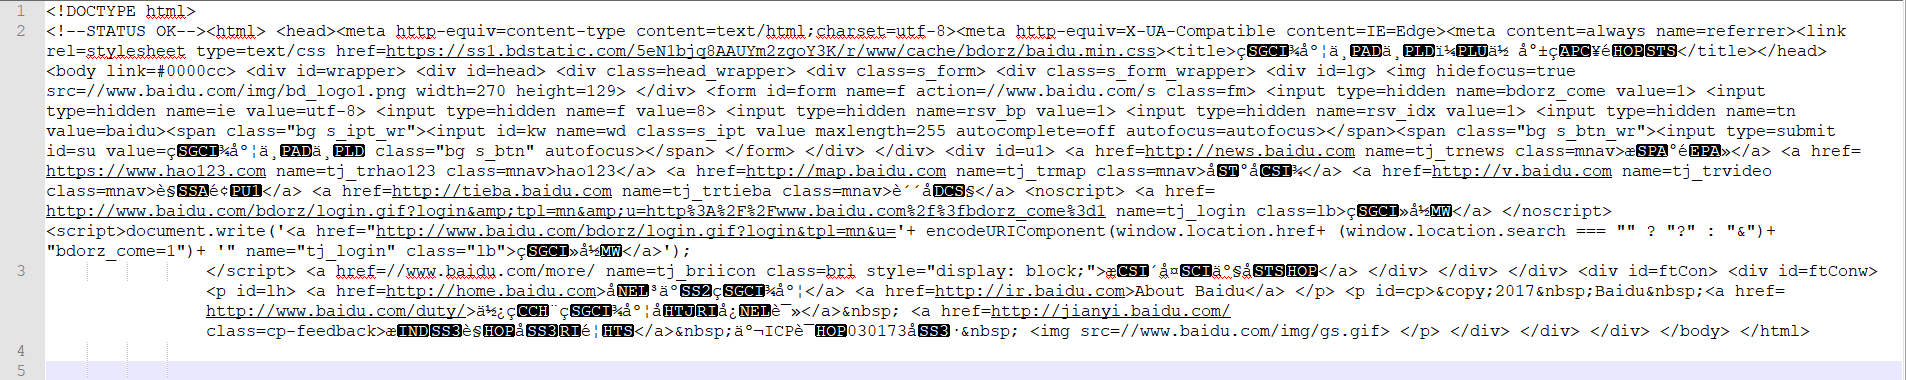 1 <!DOCTYPE html>
2 <!--STATUS OK--><html> <head><meta http-equiv=content-type content=text/html;charset=utf-8><meta http-equiv=X-UA-Compatible content=IE=Edge><meta content=always name=referrer><link
rel=stylesheet type=text/css href=https://ss1.bdstatic.com/5eN1bjq8AAUYm2zgoY3K/r/www/cache/bdorz/baidu.min.css><title>çSGCI¾åº¦ä¸PADä¸PLDï¼PLUä½ å°±çAPC¥éHOPSTS</title></head>
<body link=#0000cc> <div id=wrapper> <div id=head> <div class=head_wrapper> <div class=s_form> <div class=s_form_wrapper> <div id=lg> <img hidefocus=true
src=//www.baidu.com/img/bd_logo1.png width=270 height=129> </div> <form id=form name=f action=//www.baidu.com/s class=fm> <input type=hidden name=bdorz_come value=1> <input
type=hidden name=ie value=utf-8> <input type=hidden name=f value=8> <input type=hidden name=rsv_bp value=1> <input type=hidden name=rsv_idx value=1> <input type=hidden name=tn
value=baidu><span class="bg s_ipt_wr"><input id=kw name=wd class=s_ipt value maxlength=255 autocomplete=off autofocus=autofocus></span><span class="bg s_btn_wr"><input type=submit
id=su value=çSGCI¾åº¦ä¸PADä¸PLD class="bg s_btn" autofocus></span> </form> </div> </div> <div id=u1> <a href=http://news.baidu.com name=tj_trnews class=mnav>æSPA°éEPA»</a> <a href=
https://www.hao123.com name=tj_trhao123 class=mnav>hao123</a> <a href=http://map.baidu.com name=tj_trmap class=mnav>åST°åCSI¾</a> <a href=http://v.baidu.com name=tj_trvideo
class=mnav>è§SSAé¢PU1</a> <a href=http://tieba.baidu.com name=tj_trtieba class=mnav>è´´åDCS§</a> <noscript> <a href=
http://www.baidu.com/bdorz/login.gif?login&amp;tpl=mn&amp;u=http%3A%2F%2Fwww.baidu.com%2f%3fbdorz_come%3d1 name=tj_login class=lb>çSGCI»å½MW</a> </noscript>
<script>document.write('<a href="http://www.baidu.com/bdorz/login.gif?login&tpl=mn&u='+ encodeURIComponent(window.location.href+ (window.location.search === "" ? "?" : "&")+
"bdorz_come=1")+ '" name="tj_login" class="lb">çSGCI»å½MW</a>');
3 </script> <a href=//www.baidu.com/more/ name=tj_briicon class=bri style="display: block;">æCSI´å¤SCIäº§åSTSHOP</a> </div> </div> </div> <div id=ftCon> <div id=ftConw>
<p id=lh> <a href=http://home.baidu.com>åNEL³äºSS2çSGCI¾åº¦</a> <a href=http://ir.baidu.com>About Baidu</a> </p> <p id=cp>&copy;2017&nbsp;Baidu&nbsp;<a href=
http://www.baidu.com/duty/>ä½¿çCCH¨çSGCI¾åº¦åHTJRIå¿NELè¯»</a>&nbsp; <a href=http://jianyi.baidu.com/
class=cp-feedback>æINDSS3è§HOPåSS3RIé¦HTS</a>&nbsp;äº¬ICPè¯HOP030173åSS3·&nbsp; <img src=//www.baidu.com/img/gs.gif> </p> </div> </div> </div> </body> </html>
4
5